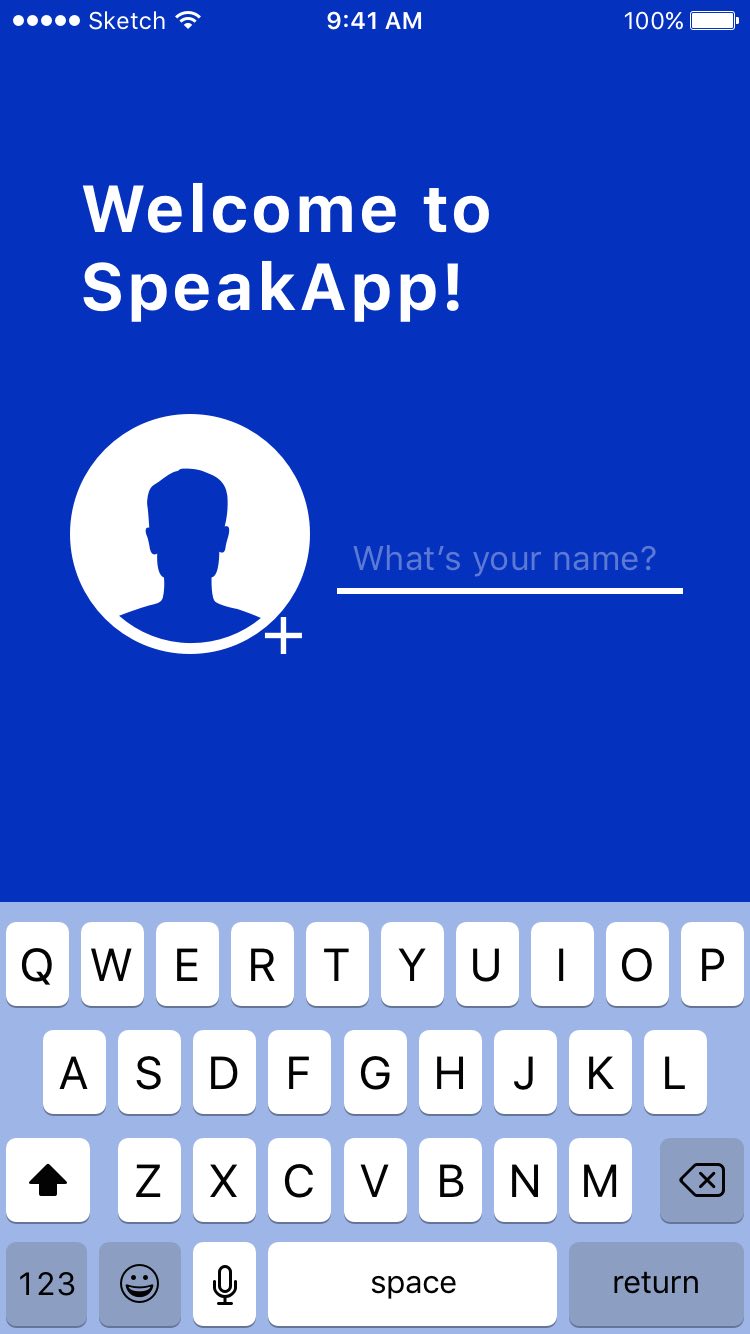 Sketch 9:41 AM 100%
Welcome to
SpeakApp!
What’s your name?
Q W E R T Y U I O P
A S D F G H J K L
Z X C V B N M
123 space return